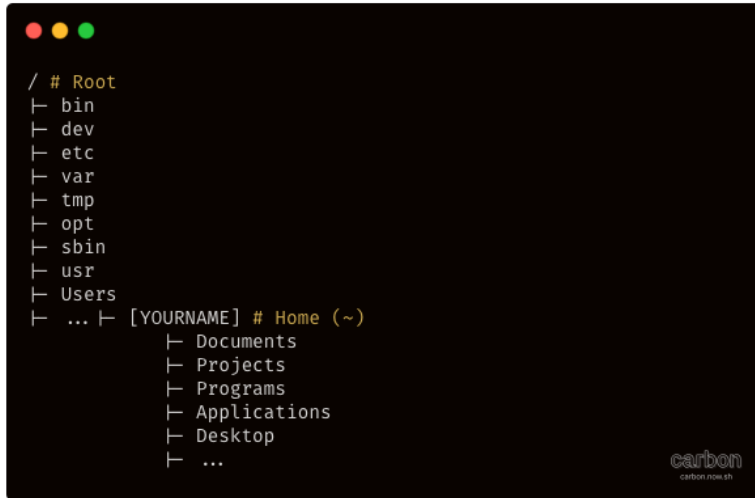 / # Root
├ bin
├ dev
├ etc
├ var
├ tmp
├ opt
├ sbin
├ usr
├ Users
├ ... ├ [YOURNAME] # Home (~)
├ Documents
├ Projects
├ Programs
├ Applications
├ Desktop
├ ...
carbon
carbon.now.sh